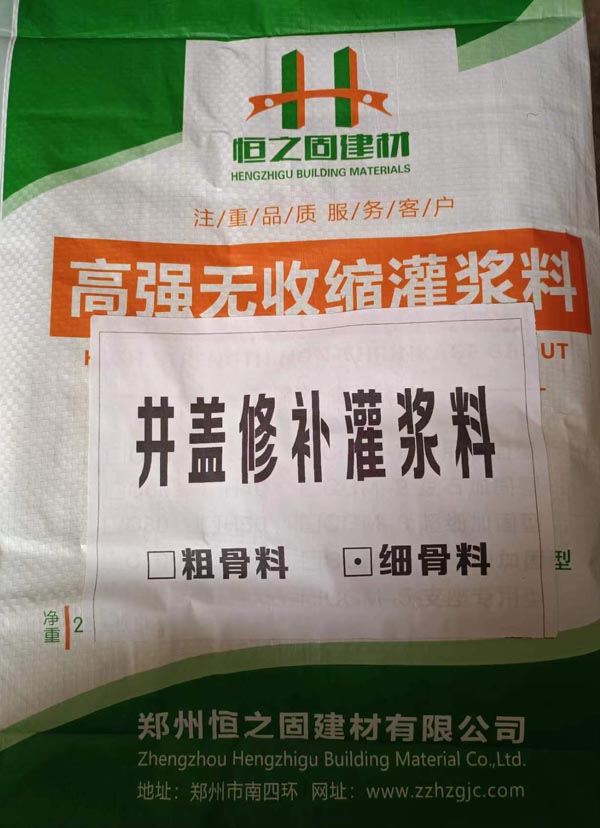 恒之固建材
HENGZHIGU BUILDING MATERIALS
注/重/品/质 服/务/客/户
高强无收缩灌浆料
井盖修补灌浆料
□粗骨料 ⊡细骨料
型
净重 2
郑州恒之固建材有限公司
Zhengzhou Hengzhigu Building Material Co.,Ltd.
地址：郑州市南四环 网址：www.zzhzgjc.com